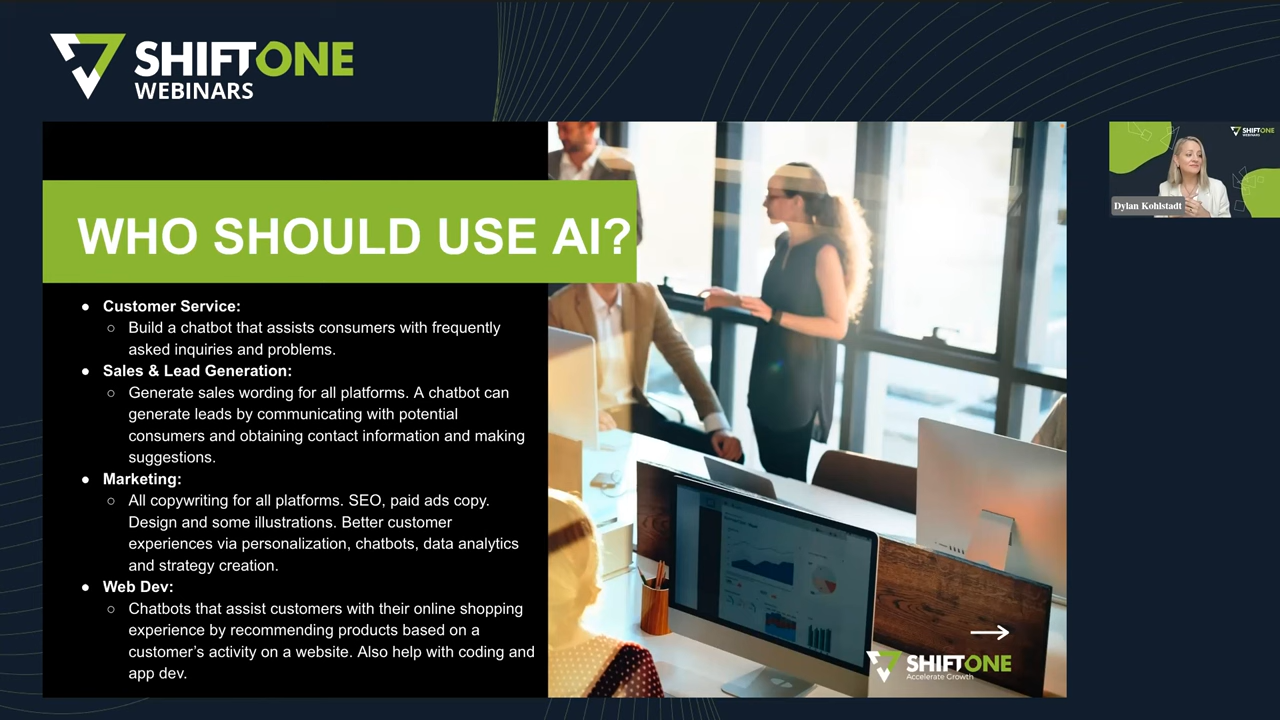 SHIFTONE
WEBINARS
WHO SHOULD USE AI?
● Customer Service:
○ Build a chatbot that assists consumers with frequently
asked inquiries and problems.
● Sales & Lead Generation:
○ Generate sales wording for all platforms. A chatbot can
generate leads by communicating with potential
consumers and obtaining contact information and making
suggestions.
● Marketing:
○ All copywriting for all platforms. SEO, paid ads copy.
Design and some illustrations. Better customer
experiences via personalization, chatbots, data analytics
and strategy creation.
● Web Dev:
○ Chatbots that assist customers with their online shopping
experience by recommending products based on a
customer's activity on a website. Also help with coding and
app dev.
SHIFTONE
Accelerate Growth
SHIFTONE
WEBINARS
Dylan Kohlstadt